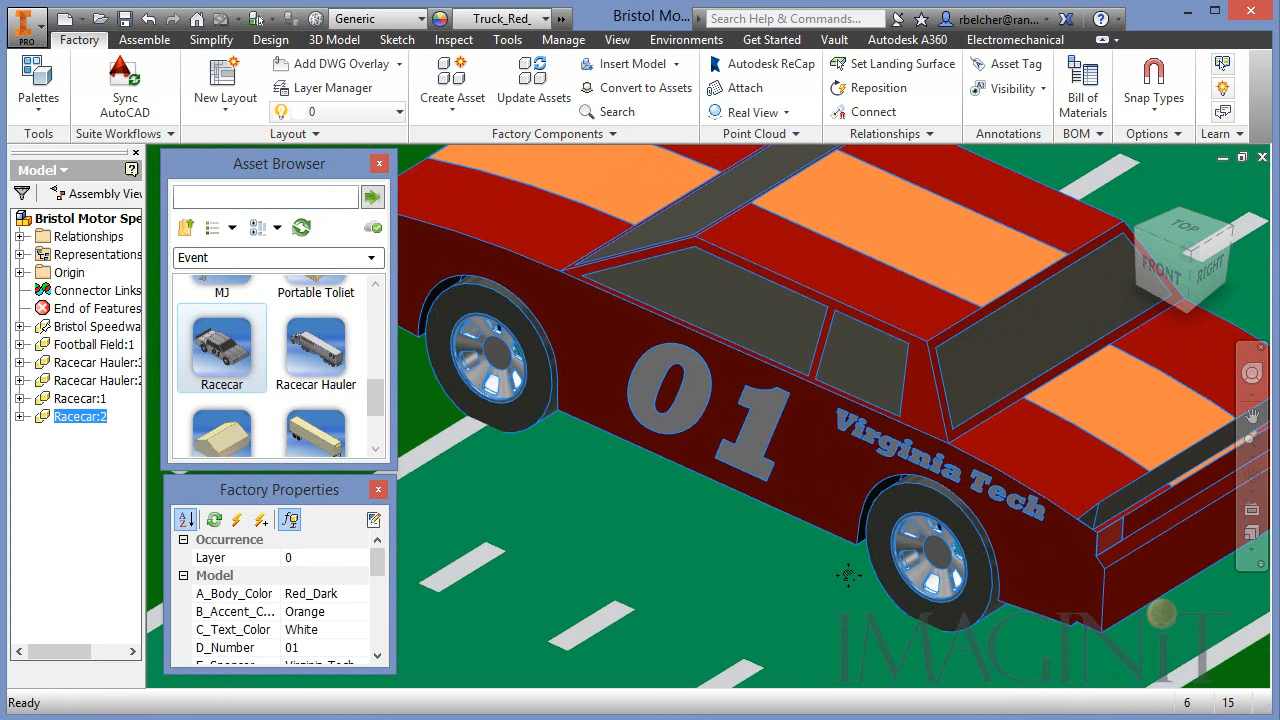 PRO
Generic
Truck_Red_
Bristol Mo...
Search Help & Commands...
rbelcher@ran...
Factory
Assemble
Simplify
Design
3D Model
Sketch
Inspect
Tools
Manage
View
Environments
Get Started
Vault
Autodesk A360
Electromechanical
Palettes
Tools
Sync
AutoCAD
Suite Workflows
New Layout
Add DWG Overlay
Layer Manager
0
Layout
Create Asset
Update Assets
Insert Model
Convert to Assets
Search
Factory Components
Autodesk ReCap
Attach
Real View
Point Cloud
Set Landing Surface
Reposition
Connect
Relationships
Asset Tag
Visibility
Annotations
Bill of
Materials
BOM
Snap Types
Options
Learn
Model
Assembly Vie
Bristol Motor Spe
Relationships
Representations
Origin
Connector Links
End of Features
Bristol Speedwa
Football Field:1
Racecar Hauler:
Racecar Hauler:2
Racecar:1
Racecar:2
Asset Browser
Event
MJ
Portable Toliet
Racecar
Racecar Hauler
Factory Properties
Occurrence
Layer 0
Model
A_Body_Color Red_Dark
B_Accent_C... Orange
C_Text_Color White
D_Number 01
TOP
FRONT
RIGHT
01
Virginia Tech
IMAGINiT
Ready
6
15